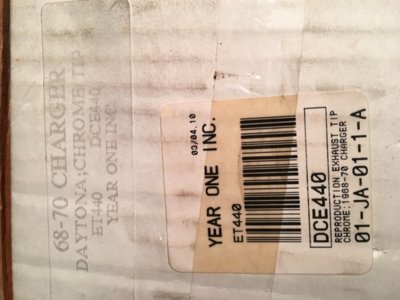 68-70 CHARGER
DAYTONA;CHROME TIP
ET440 DCE440
YEAR ONE INC.
03/04.10
YEAR ONE INC.
ET440
DCE440
REPRODUCTION EXHAUST TIP
CHROME:1968-70 CHARGER
01-JA-01-1-A